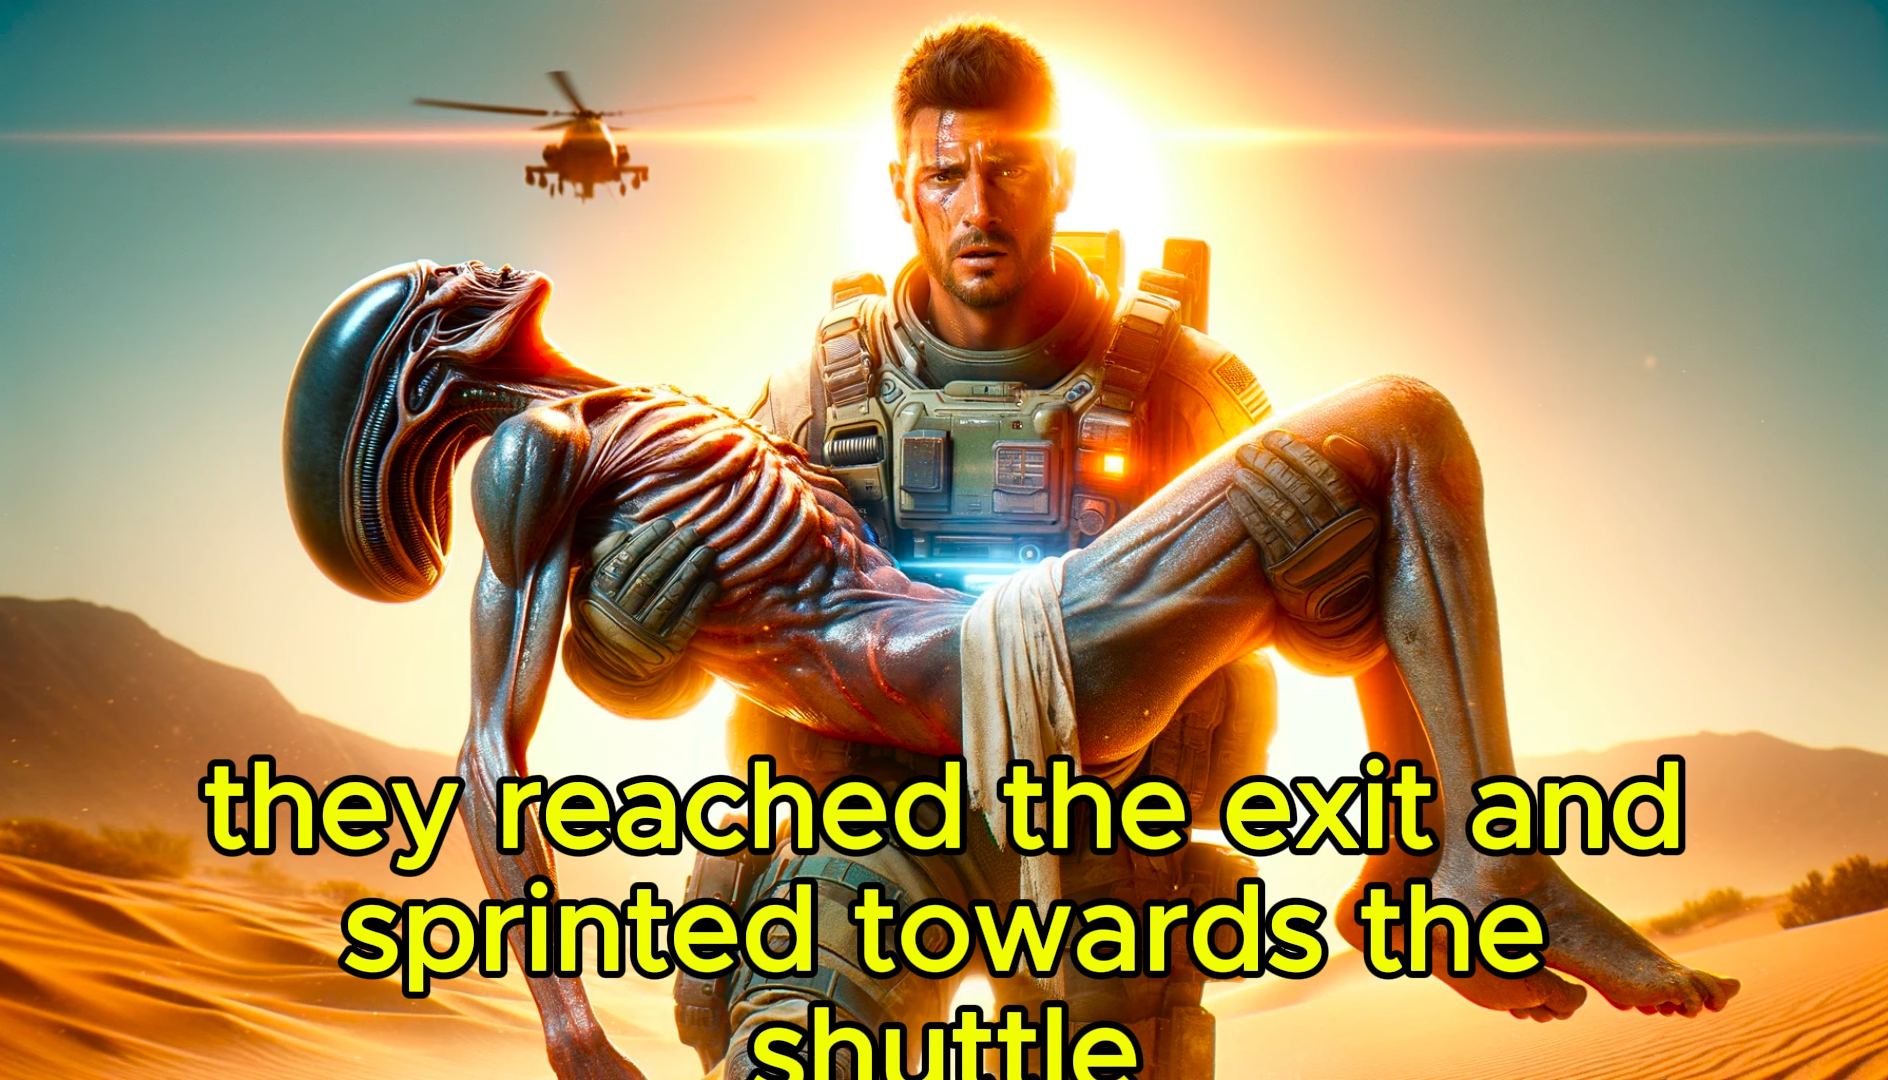 they reached the exit and
sprinted towards the
shuttle